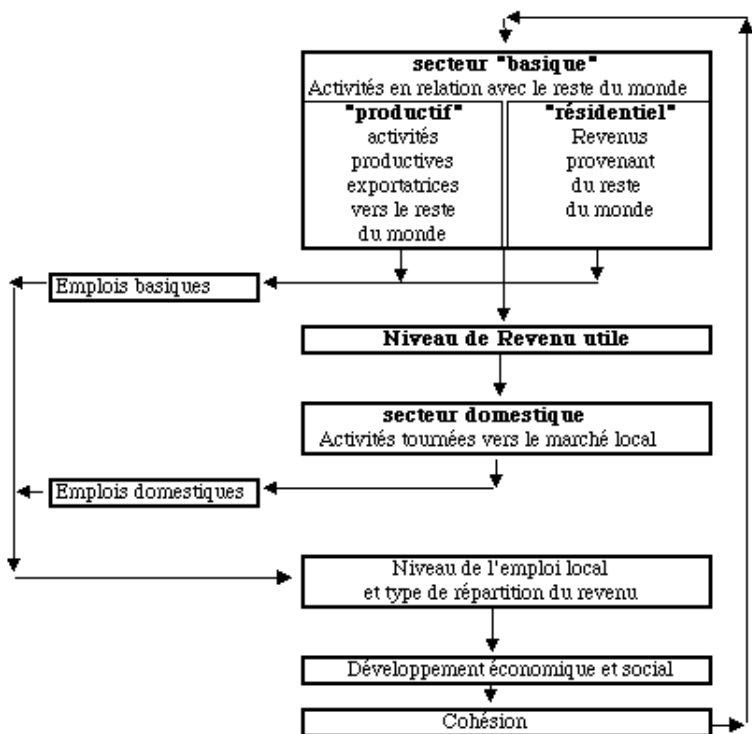 secteur "basique"
Activités en relation avec le reste du monde
"productif"
activités
productives
exportatrices
vers le reste
du monde
"résidentiel"
Revenus
provenant
du reste
du monde
Emplois basiques
Niveau de Revenu utile
secteur domestique
Activités tournées vers le marché local
Emplois domestiques
Niveau de l'emploi local
et type de répartition du revenu
Développement économique et social
Cohésion